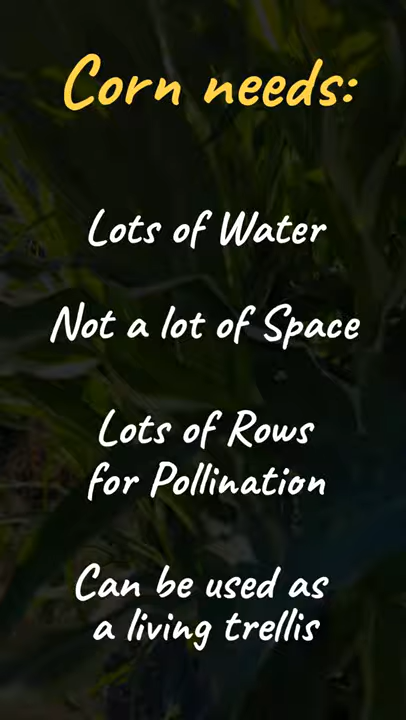 Corn needs:
Lots of Water
Not a lot of Space
Lots of Rows
for Pollination
Can be used as
a living trellis